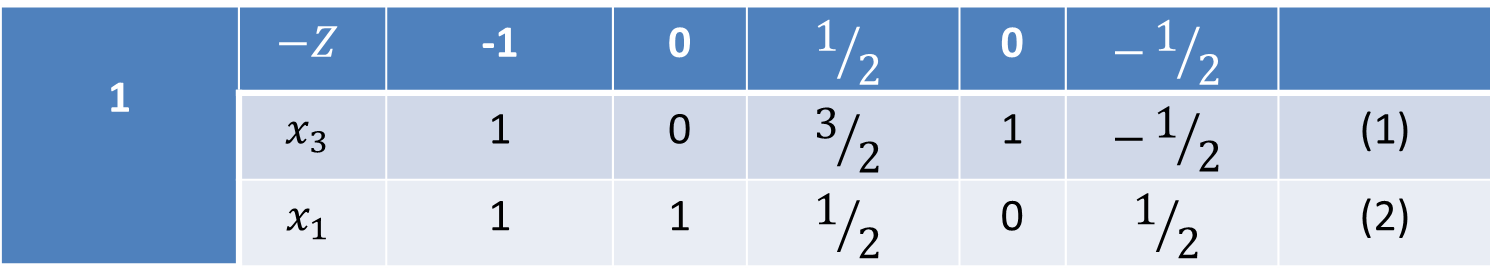 −Z -1 0 1/2 0 − 1/2
1
x₃ 1 0 3/2 1 − 1/2 (1)
x₁ 1 1 1/2 0 1/2 (2)